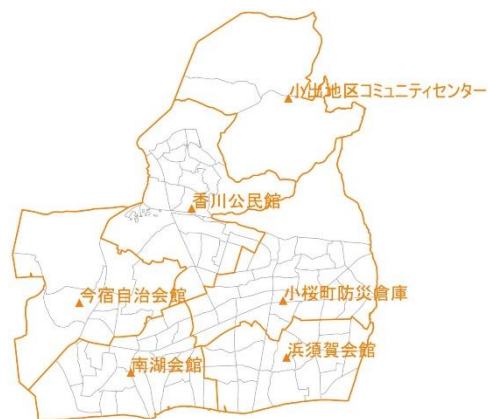 小出地区コミュニティセンター
香川公民館
今宿自治会館
小桜町防災倉庫
浜須賀会館
南湖会館